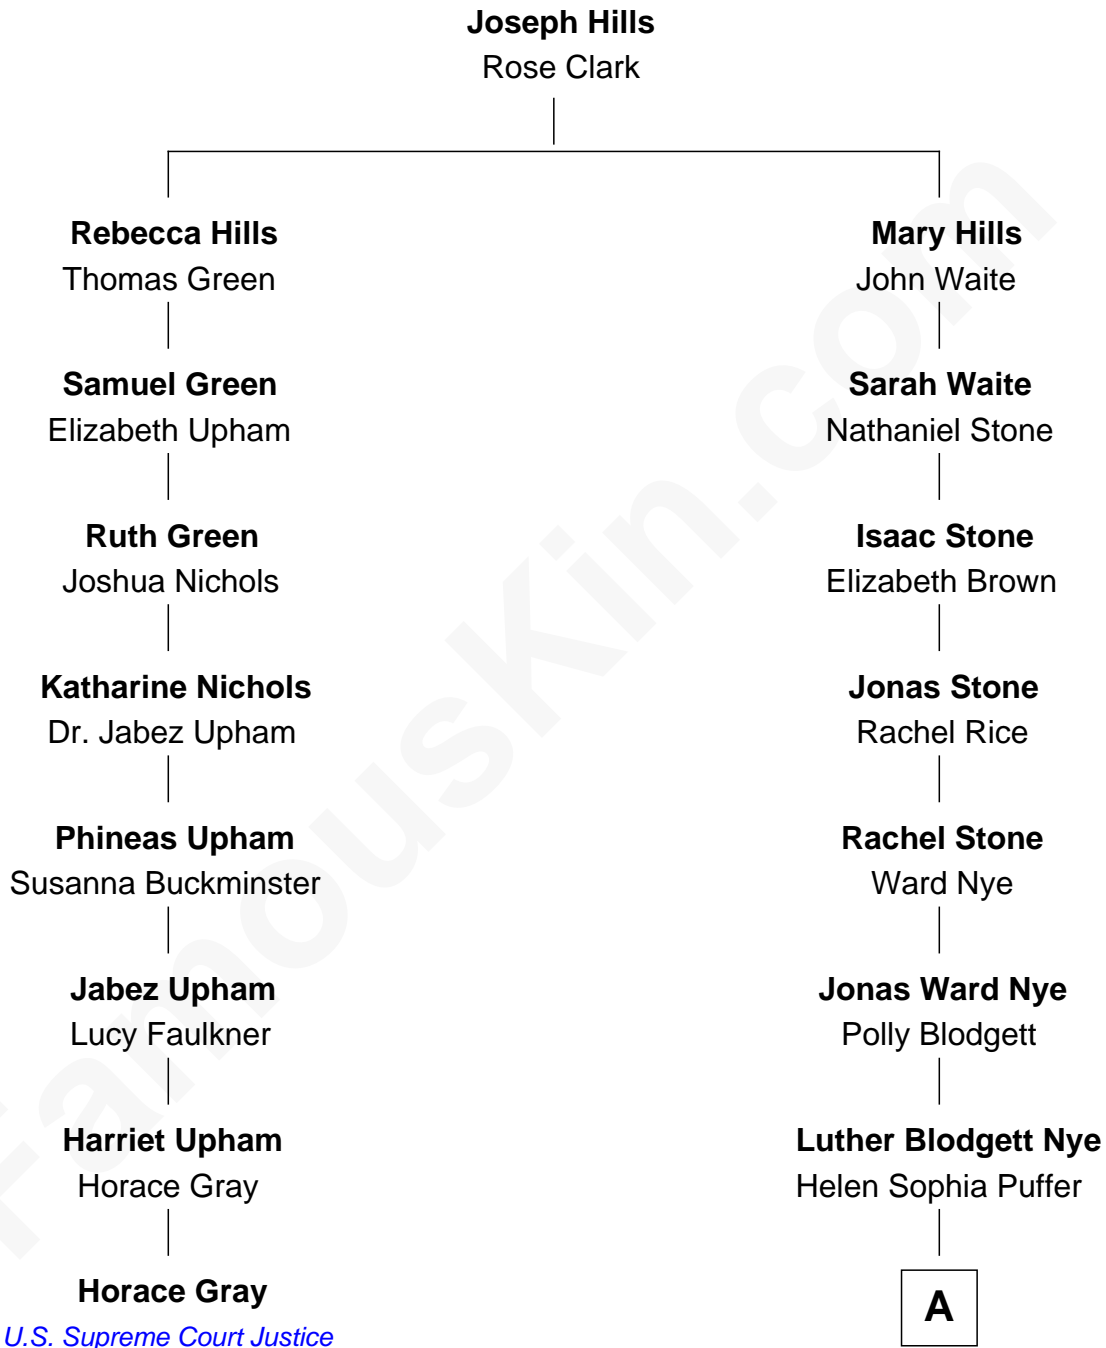 Joseph Hills
Rose Clark
Rebecca Hills
Thomas Green
Mary Hills
John Waite
Samuel Green
Elizabeth Upham
Sarah Waite
Nathaniel Stone
Ruth Green
Joshua Nichols
Isaac Stone
Elizabeth Brown
Katharine Nichols
Dr. Jabez Upham
Jonas Stone
Rachel Rice
Phineas Upham
Susanna Buckminster
Rachel Stone
Ward Nye
Jabez Upham
Lucy Faulkner
Jonas Ward Nye
Polly Blodgett
Harriet Upham
Horace Gray
Luther Blodgett Nye
Helen Sophia Puffer
Horace Gray
U.S. Supreme Court Justice
A
FamousKin.com